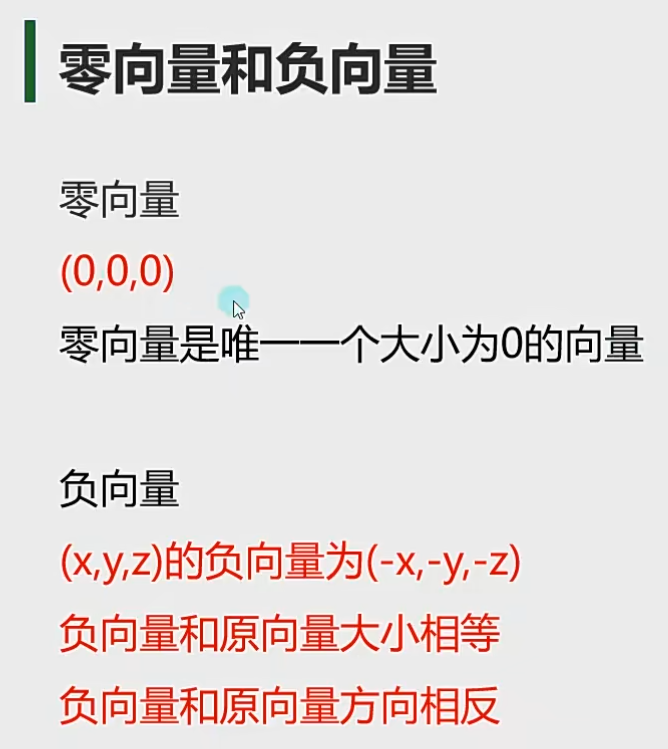 零向量和负向量
零向量
(0,0,0)
零向量是唯一一个大小为0的向量
负向量
(x,y,z)的负向量为(-x,-y,-z)
负向量和原向量大小相等
负向量和原向量方向相反